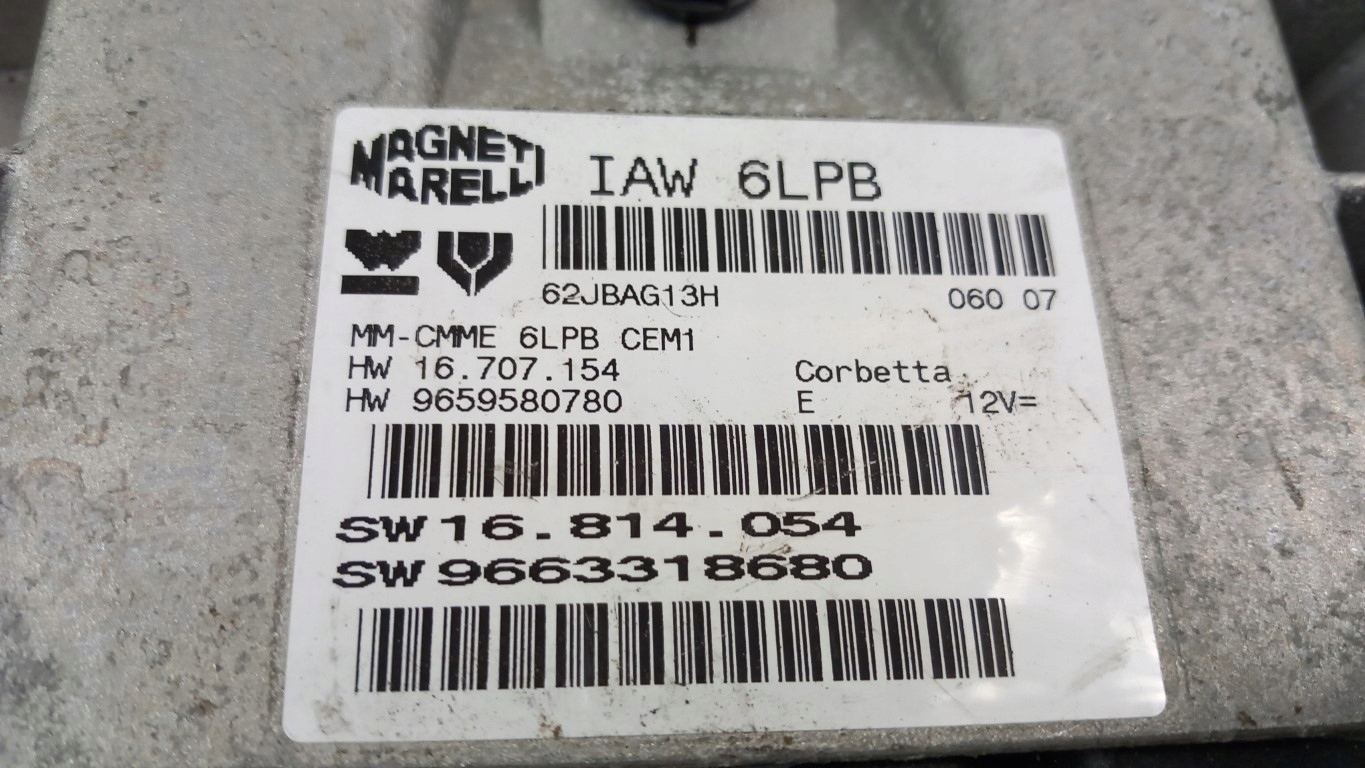 MAGNETI
MARELLI
IAW 6LPB
62JBAG13H 060 07
MM-CMME 6LPB CEM1
HW 16.707.154 Corbetta
HW 9659580780 E 12V=
SW 16.814.054
SW 9663318680